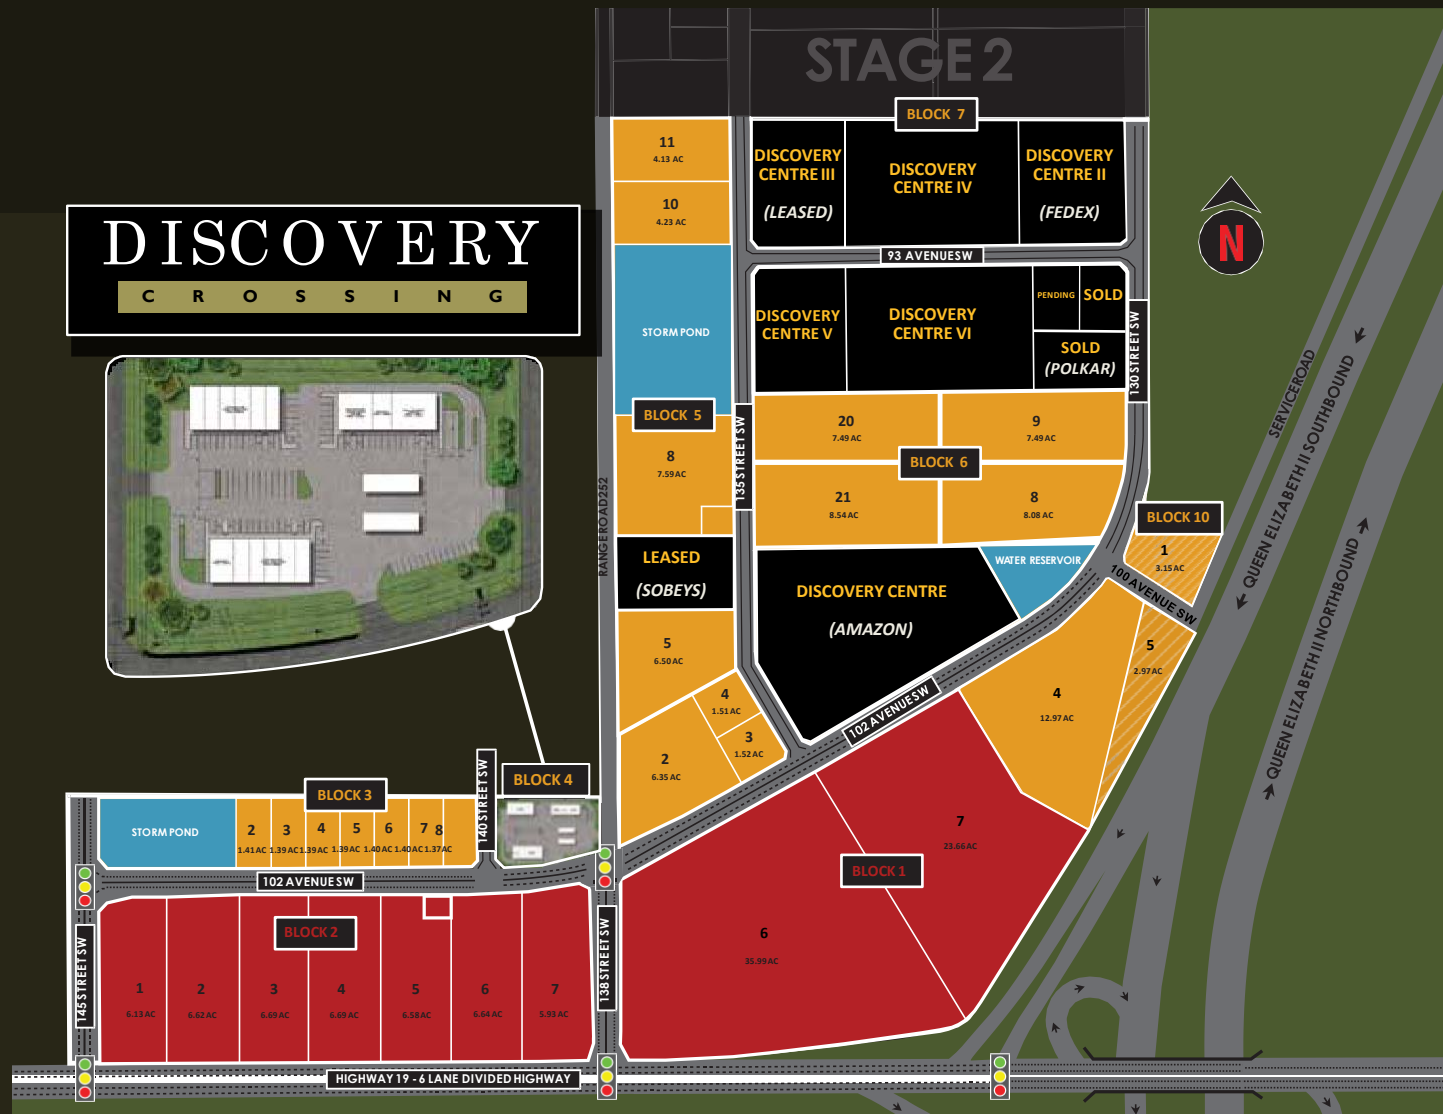 STAGE 2
BLOCK 7
11
4.13 AC
10
4.23 AC
DISCOVERY
CENTRE III
(LEASED)
DISCOVERY
CENTRE IV
DISCOVERY
CENTRE II
(FEDEX)
N
DISCOVERY
CROSSING
93 AVENUE SW
STORM POND
DISCOVERY
CENTRE V
DISCOVERY
CENTRE VI
PENDING
SOLD
SOLD
(POLKAR)
130 STREET SW
SERVICE ROAD
QUEEN ELIZABETH II SOUTHBOUND
QUEEN ELIZABETH II NORTHBOUND
BLOCK 5
8
7.59 AC
135 STREET SW
RANGE ROAD 252
20
7.49 AC
9
7.49 AC
BLOCK 6
21
8.54 AC
8
8.08 AC
BLOCK 10
1
3.15 AC
100 AVENUE SW
LEASED
(SOBEYS)
DISCOVERY CENTRE
(AMAZON)
WATER RESERVOIR
5
6.50 AC
4
1.51 AC
3
1.52 AC
2
6.35 AC
102 AVENUE SW
4
12.97 AC
5
2.97 AC
BLOCK 3
STORM POND
2
1.41 AC
3
1.39 AC
4
1.39 AC
5
1.39 AC
6
1.40 AC
7
1.40 AC
8
1.37 AC
140 STREET SW
BLOCK 4
102 AVENUE SW
7
23.66 AC
BLOCK 1
6
35.99 AC
BLOCK 2
145 STREET SW
1
6.13 AC
2
6.62 AC
3
6.69 AC
4
6.69 AC
5
6.58 AC
6
6.64 AC
7
5.93 AC
138 STREET SW
HIGHWAY 19 - 6 LANE DIVIDED HIGHWAY